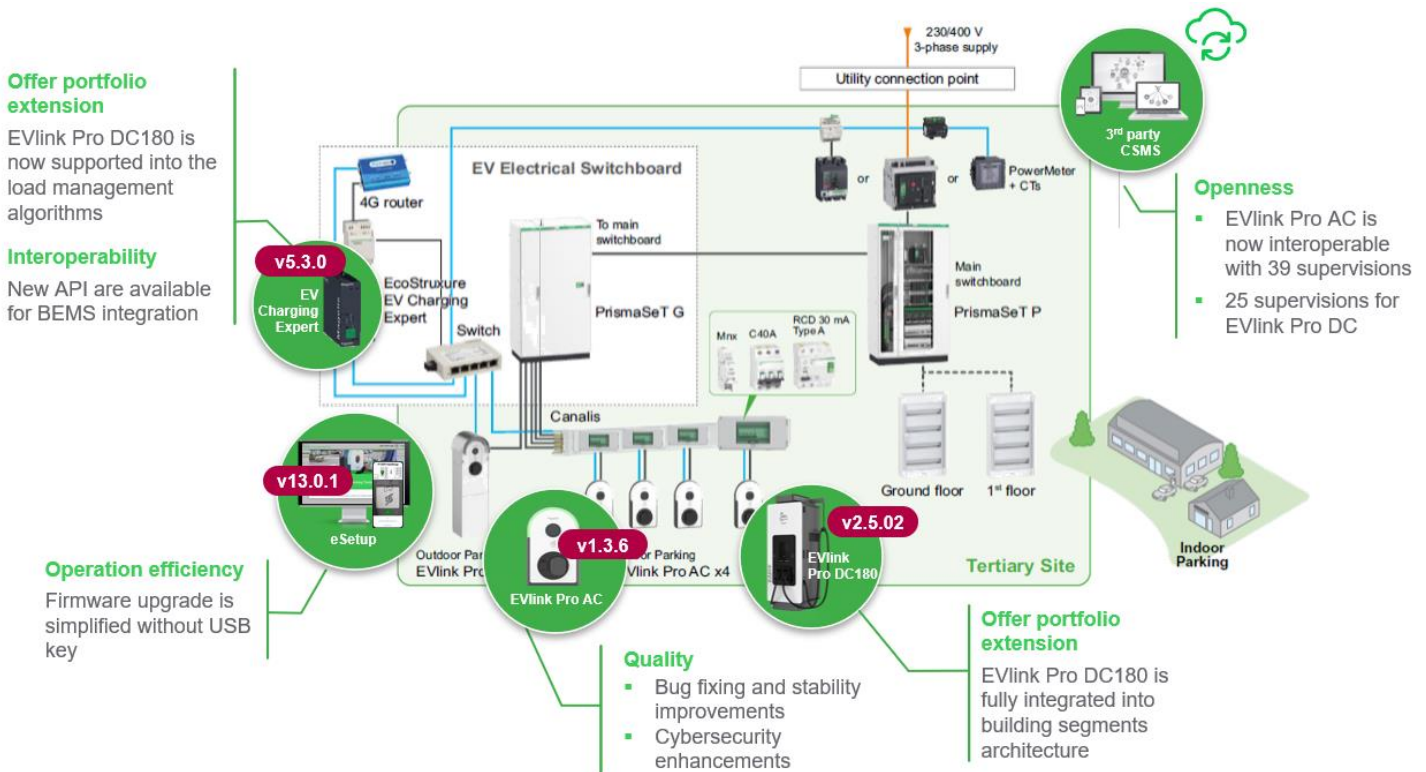 230/400 V
3-phase supply
Utility connection point
3rd party
CSMS
Offer portfolio
extension
EVlink Pro DC180 is
now supported into the
load management
algorithms
Interoperability
New API are available
for BEMS integration
v5.3.0
EV
Charging
Expert
EV Electrical Switchboard
4G router
EcoStruxure
EV Charging
Expert
Switch
To main
switchboard
PrismaSeT G
or
or
PowerMeter
+ CTs
Main
switchboard
PrismaSeT P
Mnx
C40A
RCD 30 mA
Type A
Openness
▪ EVlink Pro AC is
now interoperable
with 39 supervisions
▪ 25 supervisions for
EVlink Pro DC
Canalis
Ground floor
1st floor
v13.0.1
eSetup
Outdoor Par
EVlink Pro
v1.3.6
EVlink Pro AC
or Parking
Vlink Pro AC x4
v2.5.02
EVlink
Pro DC180
Tertiary Site
Indoor
Parking
Operation efficiency
Firmware upgrade is
simplified without USB
key
Quality
▪ Bug fixing and stability
improvements
▪ Cybersecurity
enhancements
Offer portfolio
extension
EVlink Pro DC180 is
fully integrated into
building segments
architecture